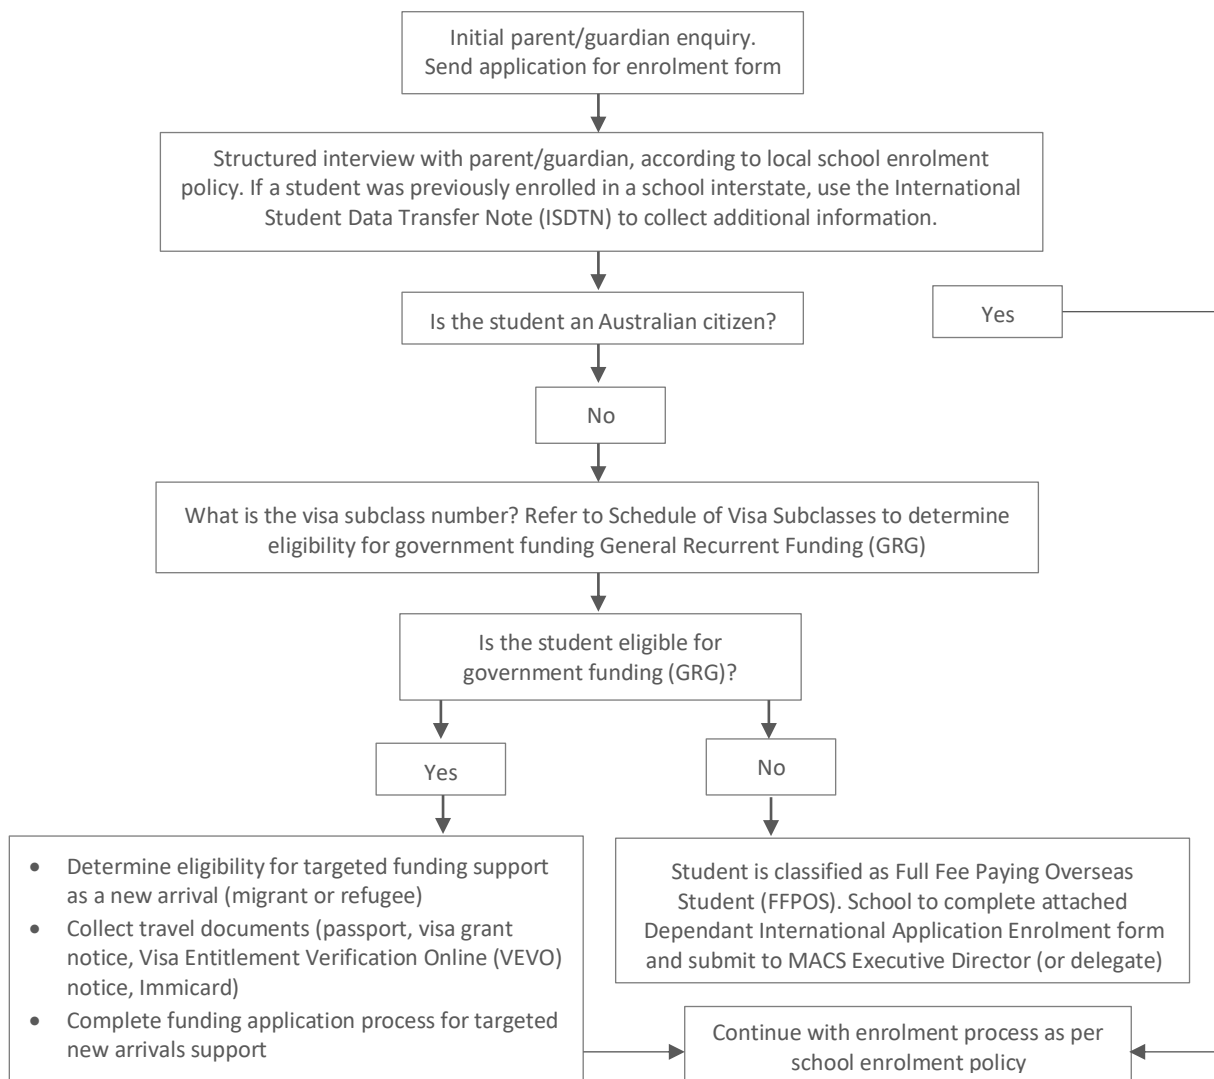 Initial parent/guardian enquiry.
Send application for enrolment form
Structured interview with parent/guardian, according to local school enrolment
policy. If a student was previously enrolled in a school interstate, use the International
Student Data Transfer Note (ISDTN) to collect additional information.
Is the student an Australian citizen?
Yes
No
What is the visa subclass number? Refer to Schedule of Visa Subclasses to determine
eligibility for government funding General Recurrent Funding (GRG)
Is the student eligible for
government funding (GRG)?
Yes
No
• Determine eligibility for targeted funding support
as a new arrival (migrant or refugee)
• Collect travel documents (passport, visa grant
notice, Visa Entitlement Verification Online (VEVO)
notice, Immicard)
• Complete funding application process for targeted
new arrivals support
Student is classified as Full Fee Paying Overseas
Student (FFPOS). School to complete attached
Dependant International Application Enrolment form
and submit to MACS Executive Director (or delegate)
Continue with enrolment process as per
school enrolment policy